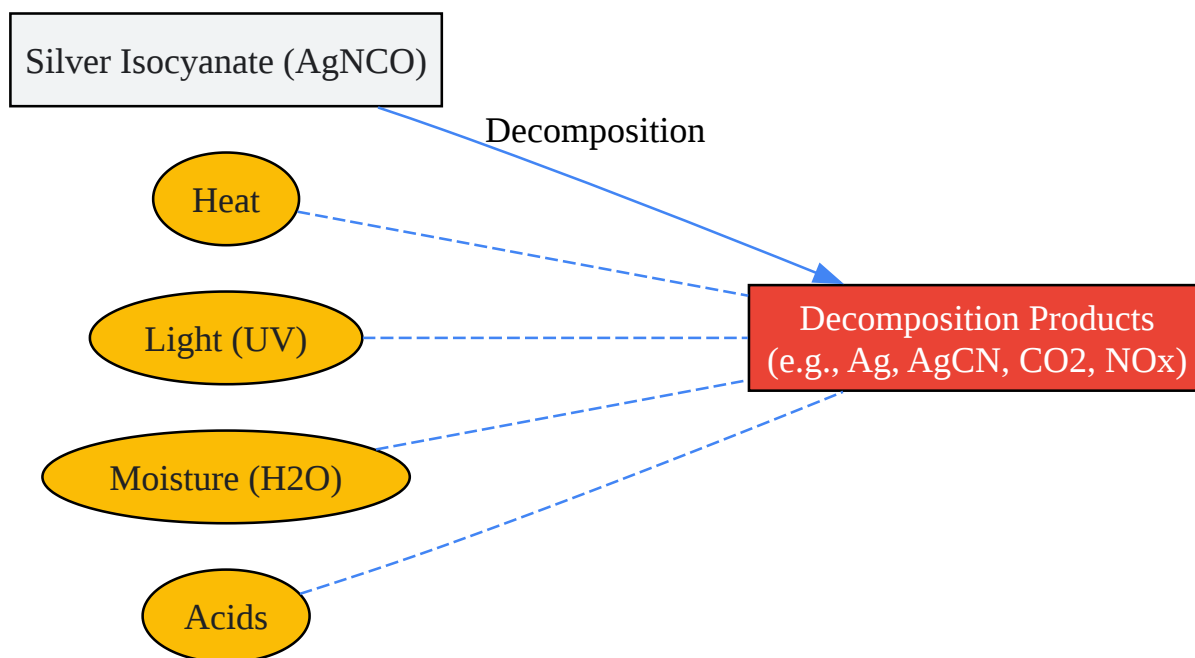 Silver Isocyanate (AgNCO)
Decomposition
Heat
Light (UV)
Decomposition Products
(e.g., Ag, AgCN, CO2, NOx)
Moisture (H2O)
Acids